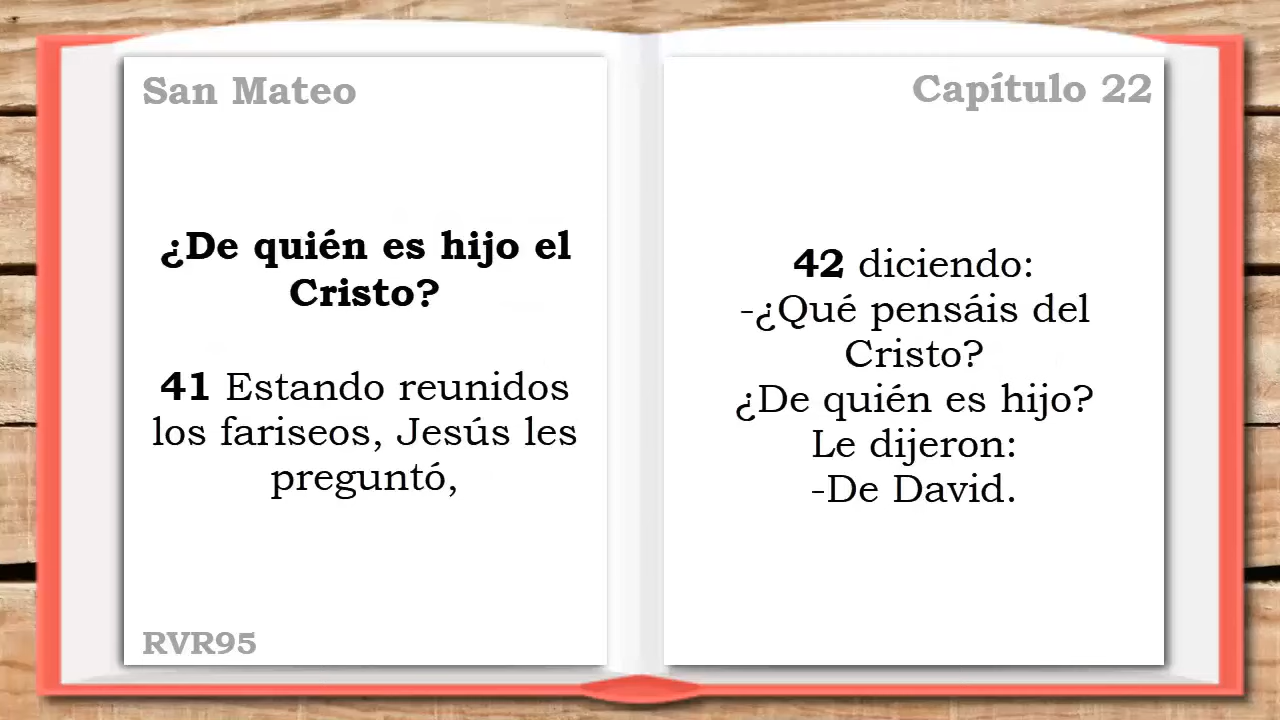 San Mateo
¿De quién es hijo el
Cristo?
41 Estando reunidos
los fariseos, Jesús les
preguntó,
RVR95
Capítulo 22
42 diciendo:
-¿Qué pensáis del
Cristo?
¿De quién es hijo?
Le dijeron:
-De David.